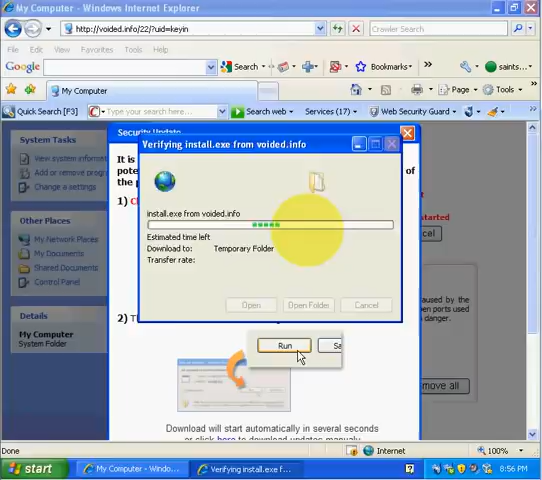 My Computer - Windows Internet Explorer
http://voided.info/22/?uid=keyin
Crawler Search
File Edit View Favorites Tools Help
Google
Search
Bookmarks
saints...
My Computer
Page
Tools
Quick Search [F3]
Type here to search
Search web
Services (17)
Web Security Guard
System Tasks
View system informat
Add or remove program
Change a settings
Other Places
My Network Places
My Documents
Shared Documents
Control Panel
Details
My Computer
System Folder
Security Update
It is
pote
the p
of
1)
2)
Verifying install.exe from voided.info
install.exe from voided.info
Estimated time left
Download to: Temporary Folder
Transfer rate:
Open
Open Folder
Cancel
Run
Sa
started
cel
caused by the
en ports used
danger.
move all
Download will start automatically in several seconds
or click here to download updates manually
Done
Internet
100%
start
My Computer - Windo...
Verifying install.exe f...
8:56 PM